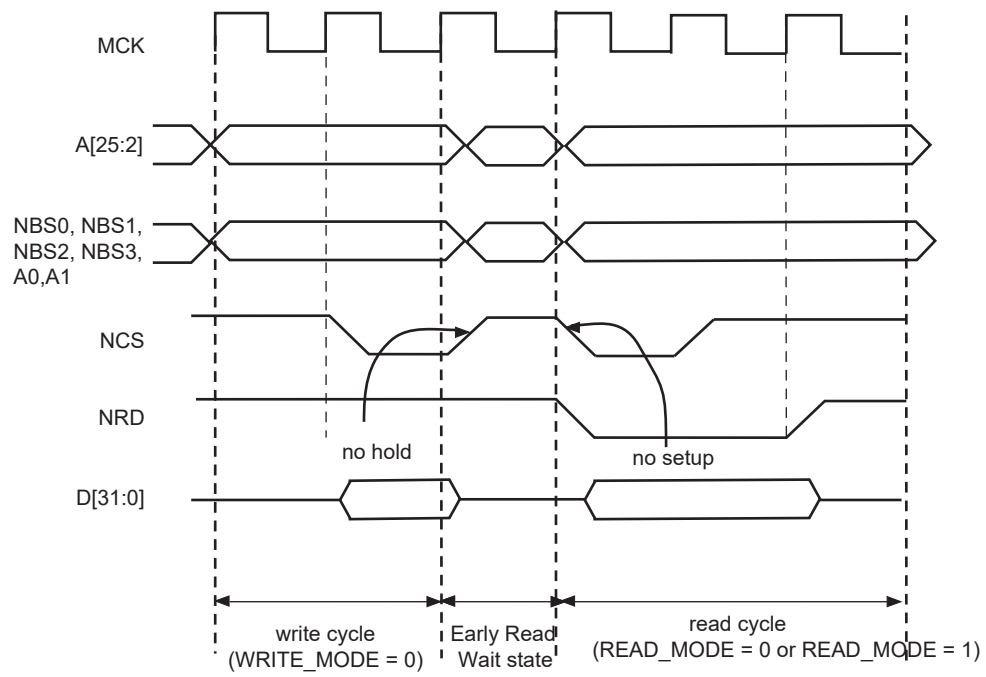 MCK
A[25:2]
NBS0, NBS1,
NBS2, NBS3,
A0,A1
NCS
NRD
no hold
no setup
D[31:0]
write cycle
(WRITE_MODE = 0)
Early Read
Wait state
read cycle
(READ_MODE = 0 or READ_MODE = 1)